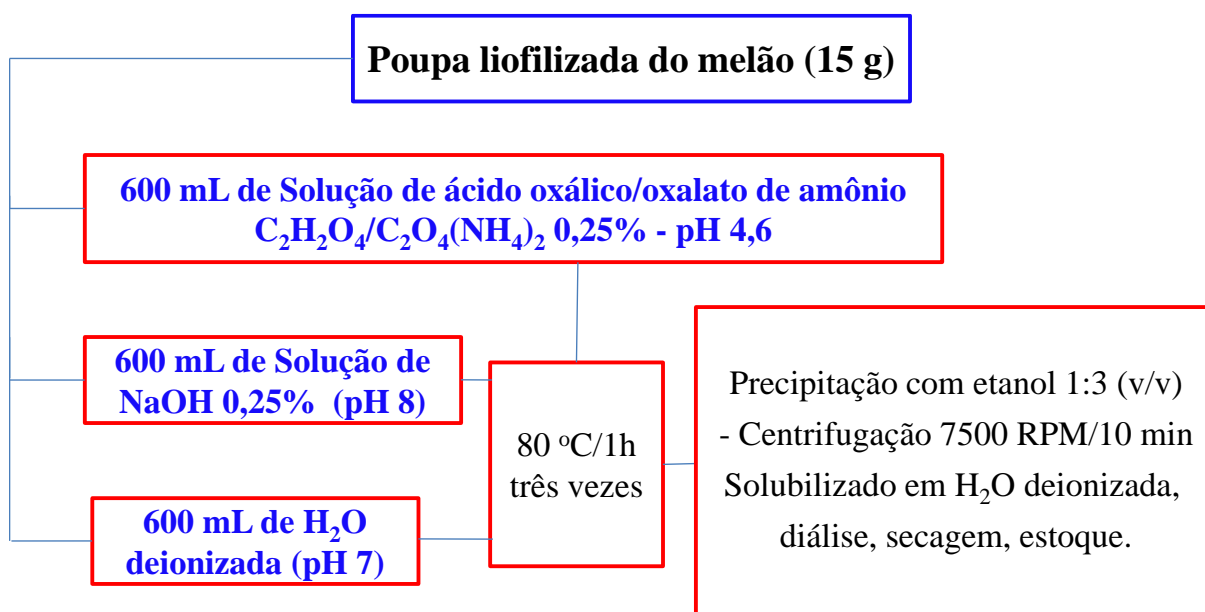 Poupa liofilizada do melão (15 g)
600 mL de Solução de ácido oxálico/oxalato de amônio
C₂H₂O₄/C₂O₄(NH₄)₂ 0,25% - pH 4,6
600 mL de Solução de
NaOH 0,25% (pH 8)
600 mL de H₂O
deionizada (pH 7)
80 ºC/1h
três vezes
Precipitação com etanol 1:3 (v/v)
- Centrifugação 7500 RPM/10 min
Solubilizado em H₂O deionizada,
diálise, secagem, estoque.